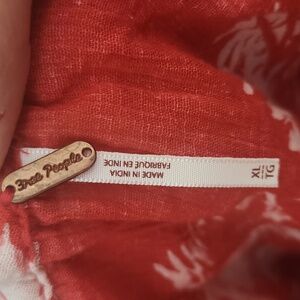 Free People
MADE IN INDIA
FABRIQUÉ EN INDE
XL
TG